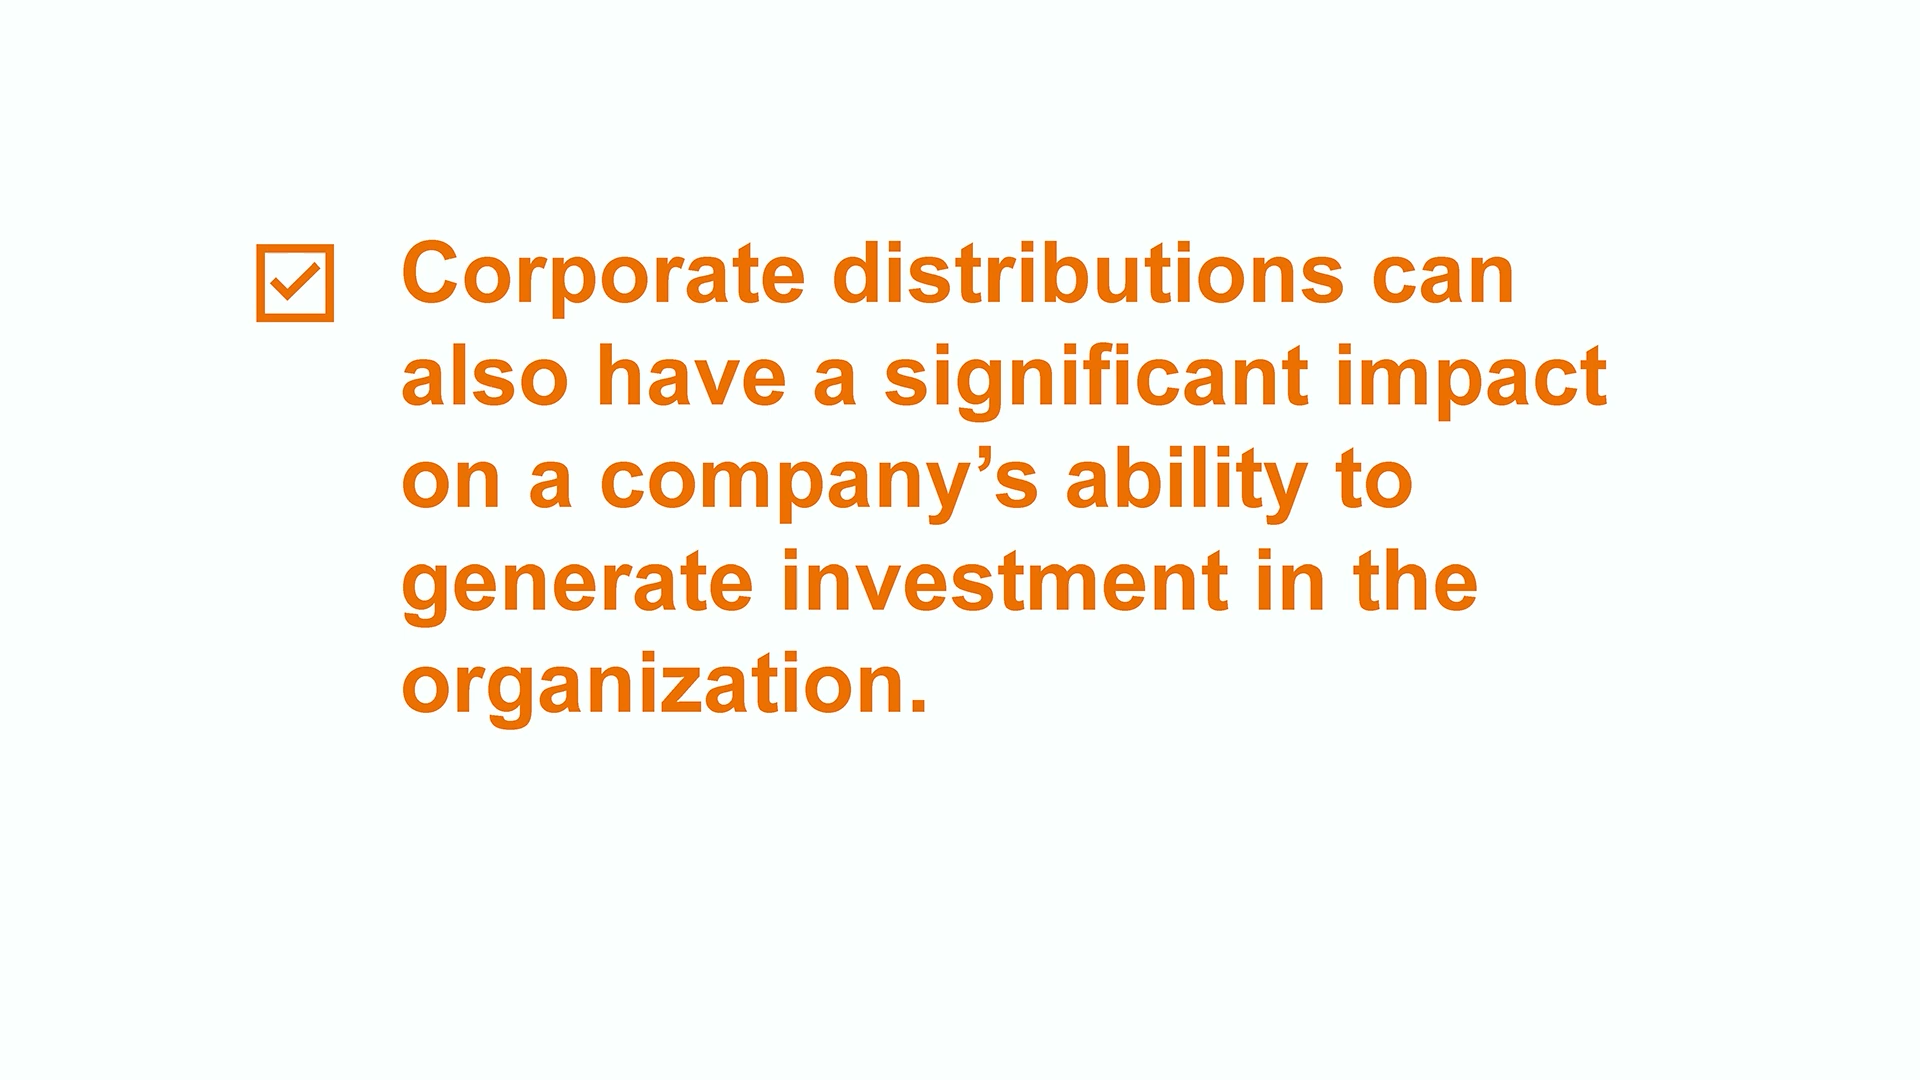 Corporate distributions can
also have a significant impact
on a company’s ability to
generate investment in the
organization.